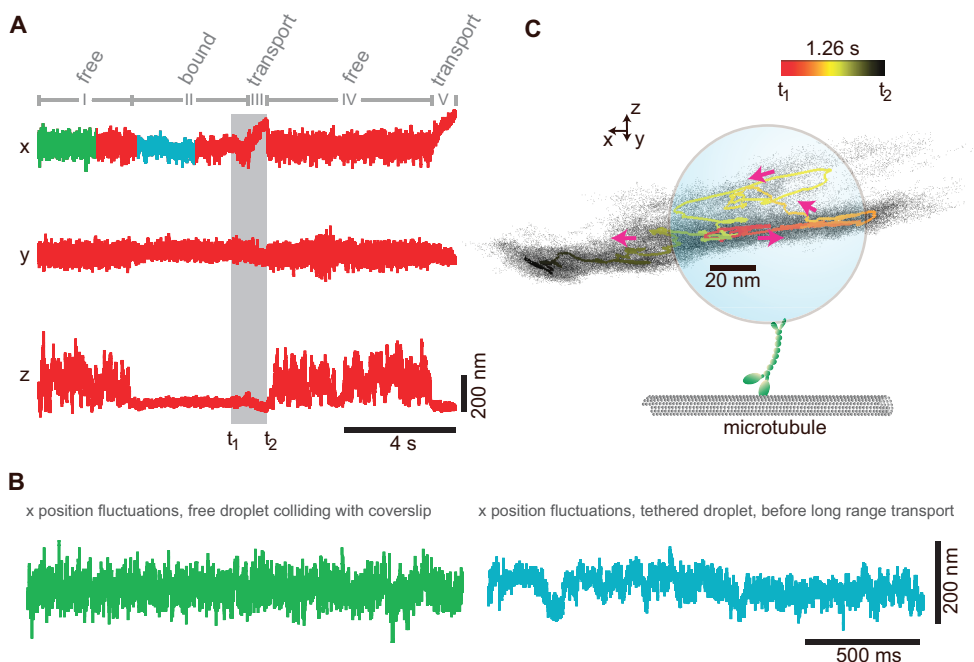 A
free
bound
transport
free
transport
I
II
III
IV
V
x
y
z
t1
t2
200 nm
4 s
C
1.26 s
t1
t2
z
x
y
20 nm
microtubule
B
x position fluctuations, free droplet colliding with coverslip
x position fluctuations, tethered droplet, before long range transport
200 nm
500 ms